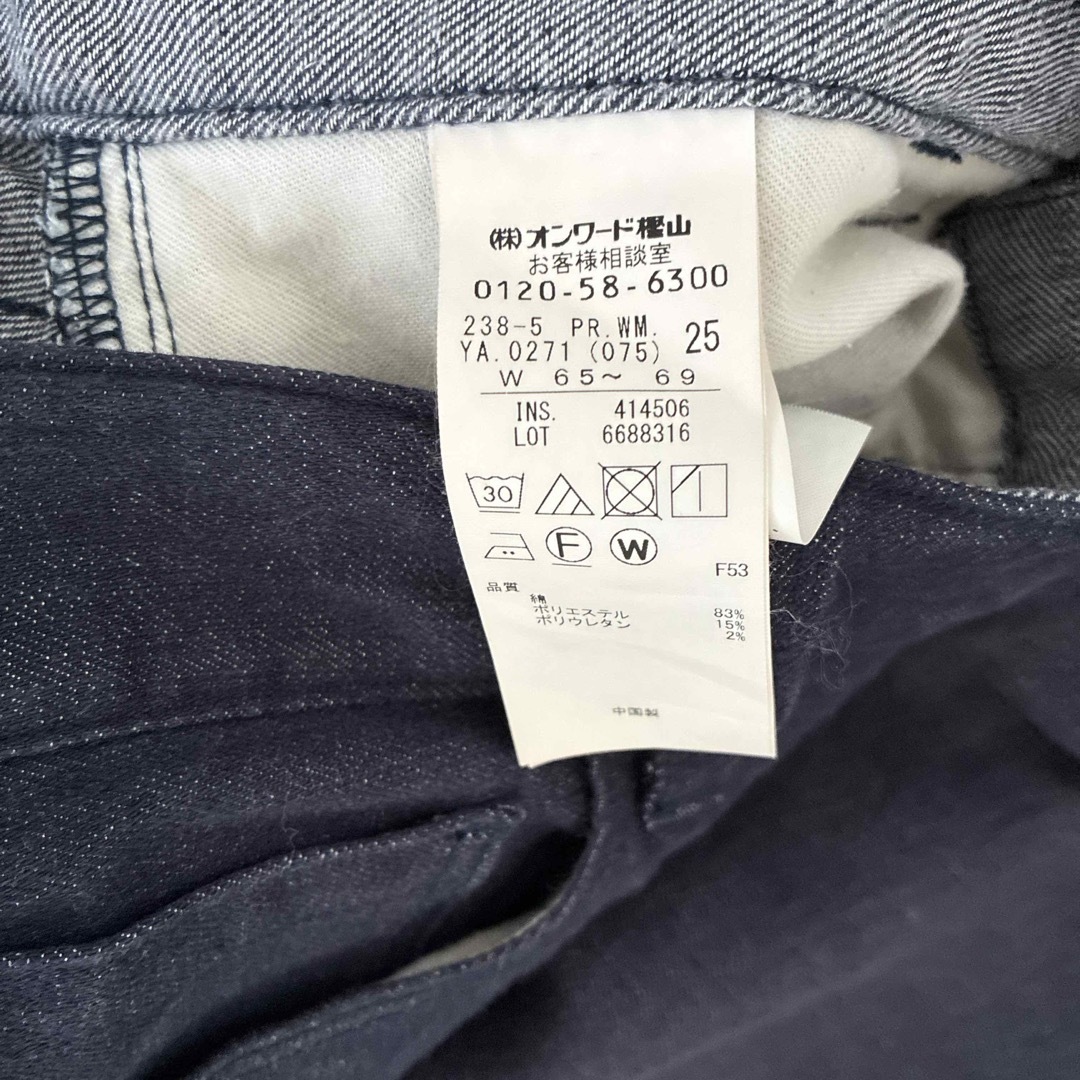 (株)オンワード樫山
お客様相談室
0120-58-6300
238-5 PR.WM.
YA.0271 (075) 25
W 65～ 69
INS. 414506
LOT 6688316
30
F W
F53
品質
綿 83%
ポリエステル 15%
ポリウレタン 2%
中国製